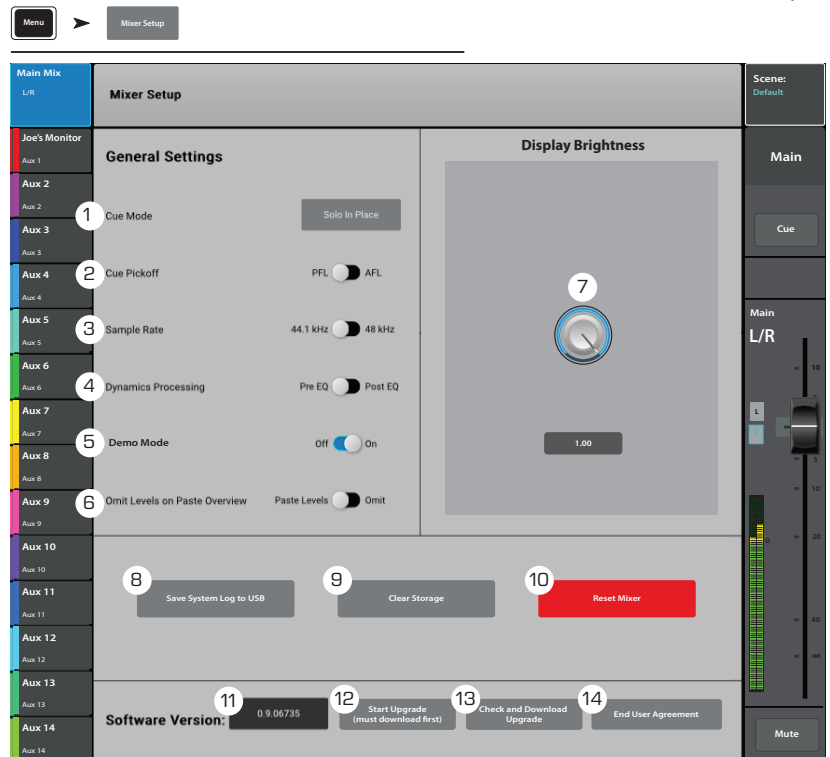 Menu
Mixer Setup
Main Mix
L/R
Mixer Setup
Scene:
Default
Joe's Monitor
Aux 1
Aux 2
Aux 2
Aux 3
Aux 3
Aux 4
Aux 4
Aux 5
Aux 5
Aux 6
Aux 6
Aux 7
Aux 7
Aux 8
Aux 8
Aux 9
Aux 9
Aux 10
Aux 10
Aux 11
Aux 11
Aux 12
Aux 12
Aux 13
Aux 13
Aux 14
Aux 14
General Settings
1 Cue Mode Solo In Place
2 Cue Pickoff PFL AFL
3 Sample Rate 44.1 kHz 48 kHz
4 Dynamics Processing Pre EQ Post EQ
5 Demo Mode Off On
6 Omit Levels on Paste Overview Paste Levels Omit
Display Brightness
7
1.00
8 Save System Log to USB
9 Clear Storage
10 Reset Mixer
Software Version:
11 0.9.06735
12 Start Upgrade
(must download first)
13 Check and Download
Upgrade
14 End User Agreement
Main
Cue
Main
L/R
10
L
5
10
0
20
40
∞
Mute